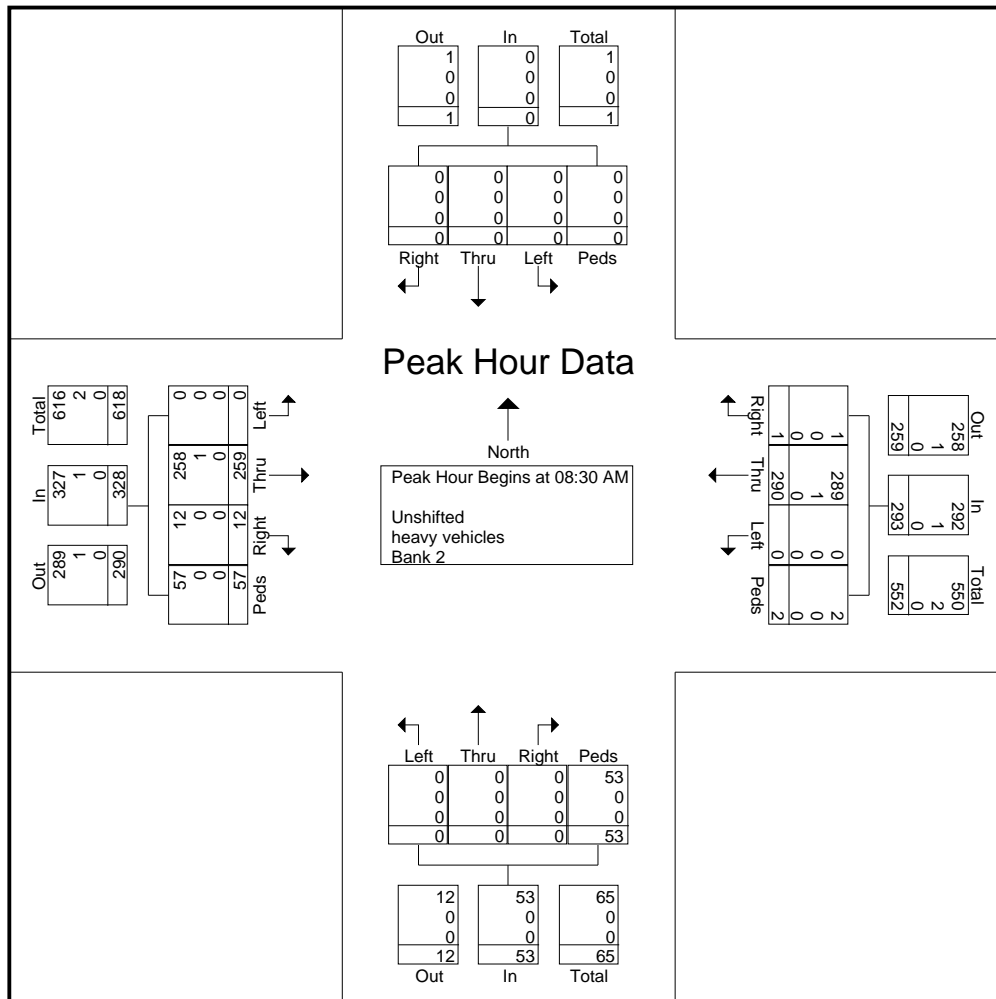 Out In Total
1 0 1
0 0 0
0 0 0
1 0 1
0 0 0 0
0 0 0 0
0 0 0 0
0 0 0 0
Right Thru Left Peds
Peak Hour Data
North
Peak Hour Begins at 08:30 AM
Unshifted
heavy vehicles
Bank 2
Total
616
2
0
618
In
327
1
0
328
Out
289
1
0
290
0 0 0 0 Left
258 1 0 259 Thru
12 0 0 12 Right
57 0 0 57 Peds
Right 1 0 0 1
Thru 290 0 1 289
Left 0 0 0 0
Peds 2 0 0 2
Out
258
1
0
259
In
292
1
0
293
Total
550
2
0
552
Left Thru Right Peds
0 0 0 53
0 0 0 0
0 0 0 0
0 0 0 53
12 53 65
0 0 0
0 0 0
12 53 65
Out In Total